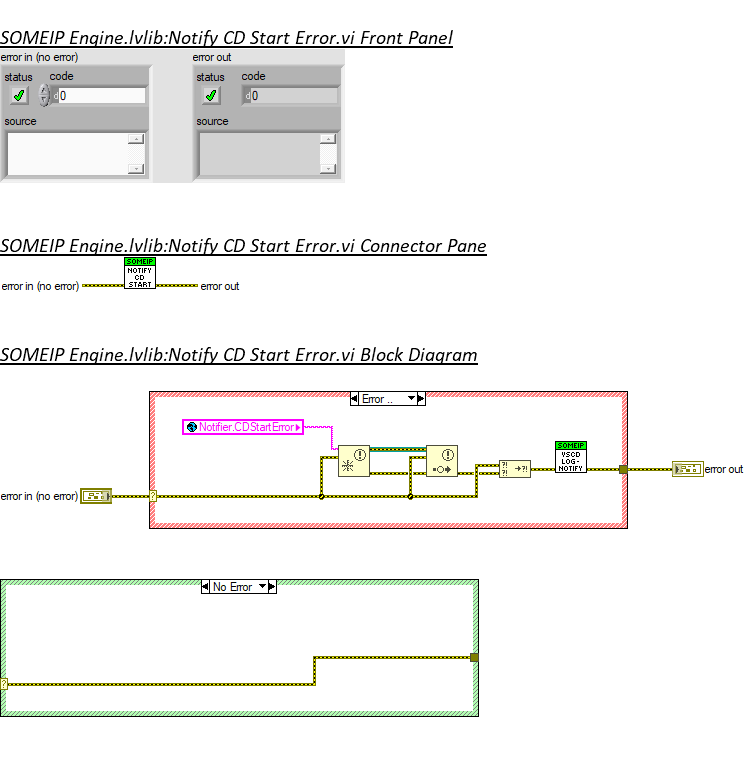 SOMEIP Engine.lvlib:Notify CD Start Error.vi Front Panel
error in (no error) error out
status code status code
d 0 d 0
source source
SOMEIP Engine.lvlib:Notify CD Start Error.vi Connector Pane
SOMEIP
NOTIFY
CD
START
error in (no error) error out
SOMEIP Engine.lvlib:Notify CD Start Error.vi Block Diagram
Error ..
Notifier.CDStartError
SOMEIP
VSCD
LOG-
NOTIFY
?! ?! →?!
error in (no error) ? error out
No Error
?